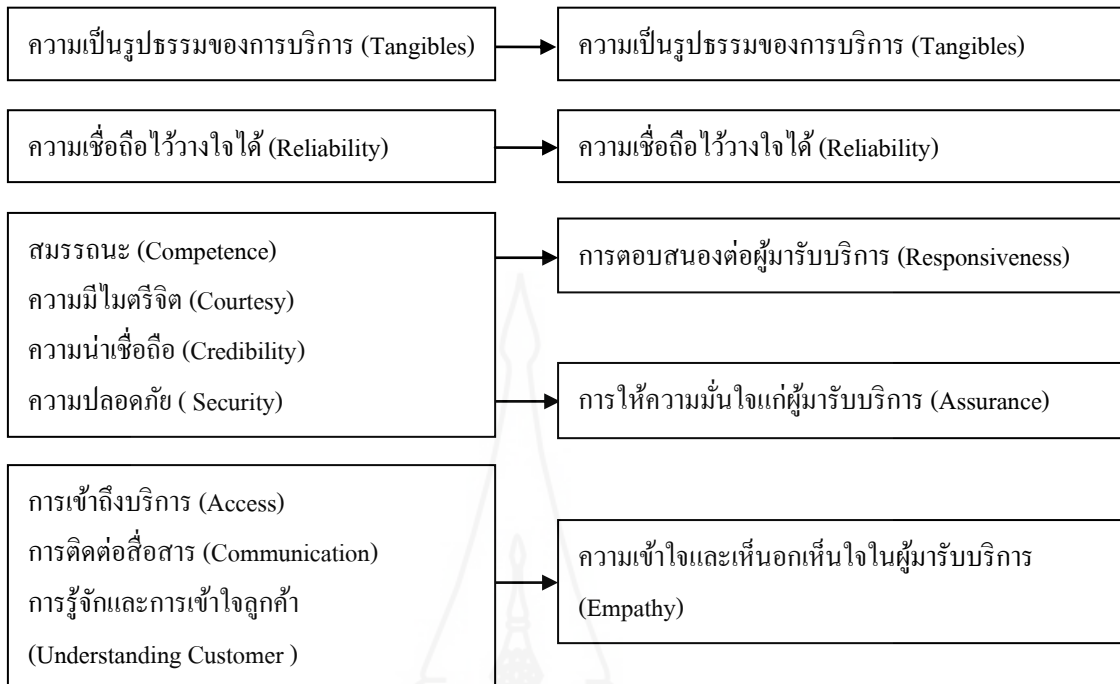 ความเป็นรูปธรรมของการบริการ (Tangibles)
ความเป็นรูปธรรมของการบริการ (Tangibles)
ความเชื่อถือไว้วางใจได้ (Reliability)
ความเชื่อถือไว้วางใจได้ (Reliability)
สมรรถนะ (Competence)
ความมีไมตรีจิต (Courtesy)
ความน่าเชื่อถือ (Credibility)
ความปลอดภัย ( Security)
การตอบสนองต่อผู้มารับบริการ (Responsiveness)
การให้ความมั่นใจแก่ผู้มารับบริการ (Assurance)
การเข้าถึงบริการ (Access)
การติดต่อสื่อสาร (Communication)
การรู้จักและการเข้าใจลูกค้า
(Understanding Customer )
ความเข้าใจและเห็นอกเห็นใจในผู้มารับบริการ
(Empathy)